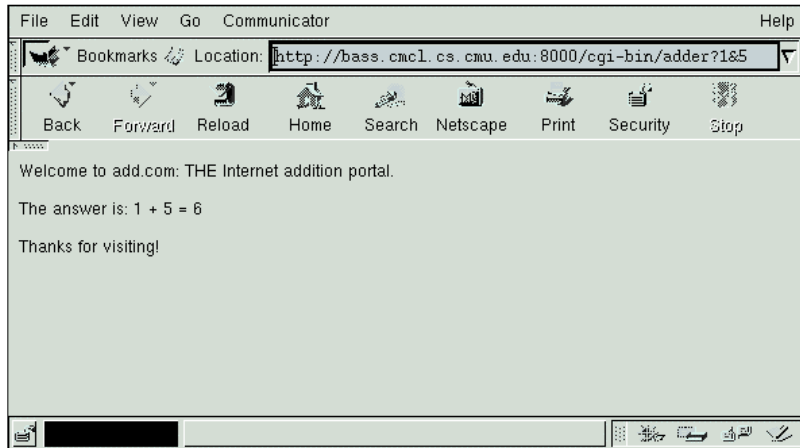 File Edit View Go Communicator Help
Bookmarks Location: http://bass.cmcl.cs.cmu.edu:8000/cgi-bin/adder?1&5
Back Forward Reload Home Search Netscape Print Security Stop
Welcome to add.com: THE Internet addition portal.
The answer is: 1 + 5 = 6
Thanks for visiting!